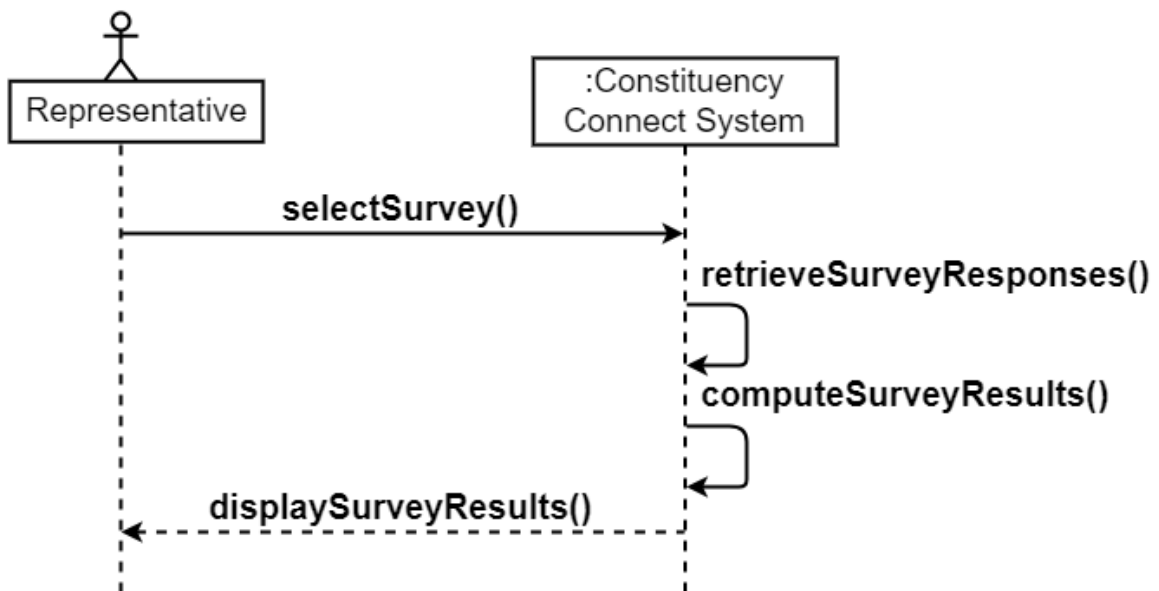 Representative
:Constituency
Connect System
selectSurvey()
retrieveSurveyResponses()
computeSurveyResults()
displaySurveyResults()